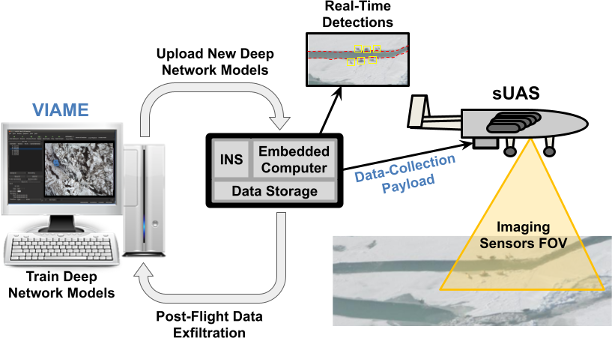 Real-Time
Detections
Upload New Deep
Network Models
VIAME
sUAS
INS
Embedded
Computer
Data Storage
Data-Collection
Payload
Imaging
Sensors FOV
Train Deep
Network Models
Post-Flight Data
Exfiltration